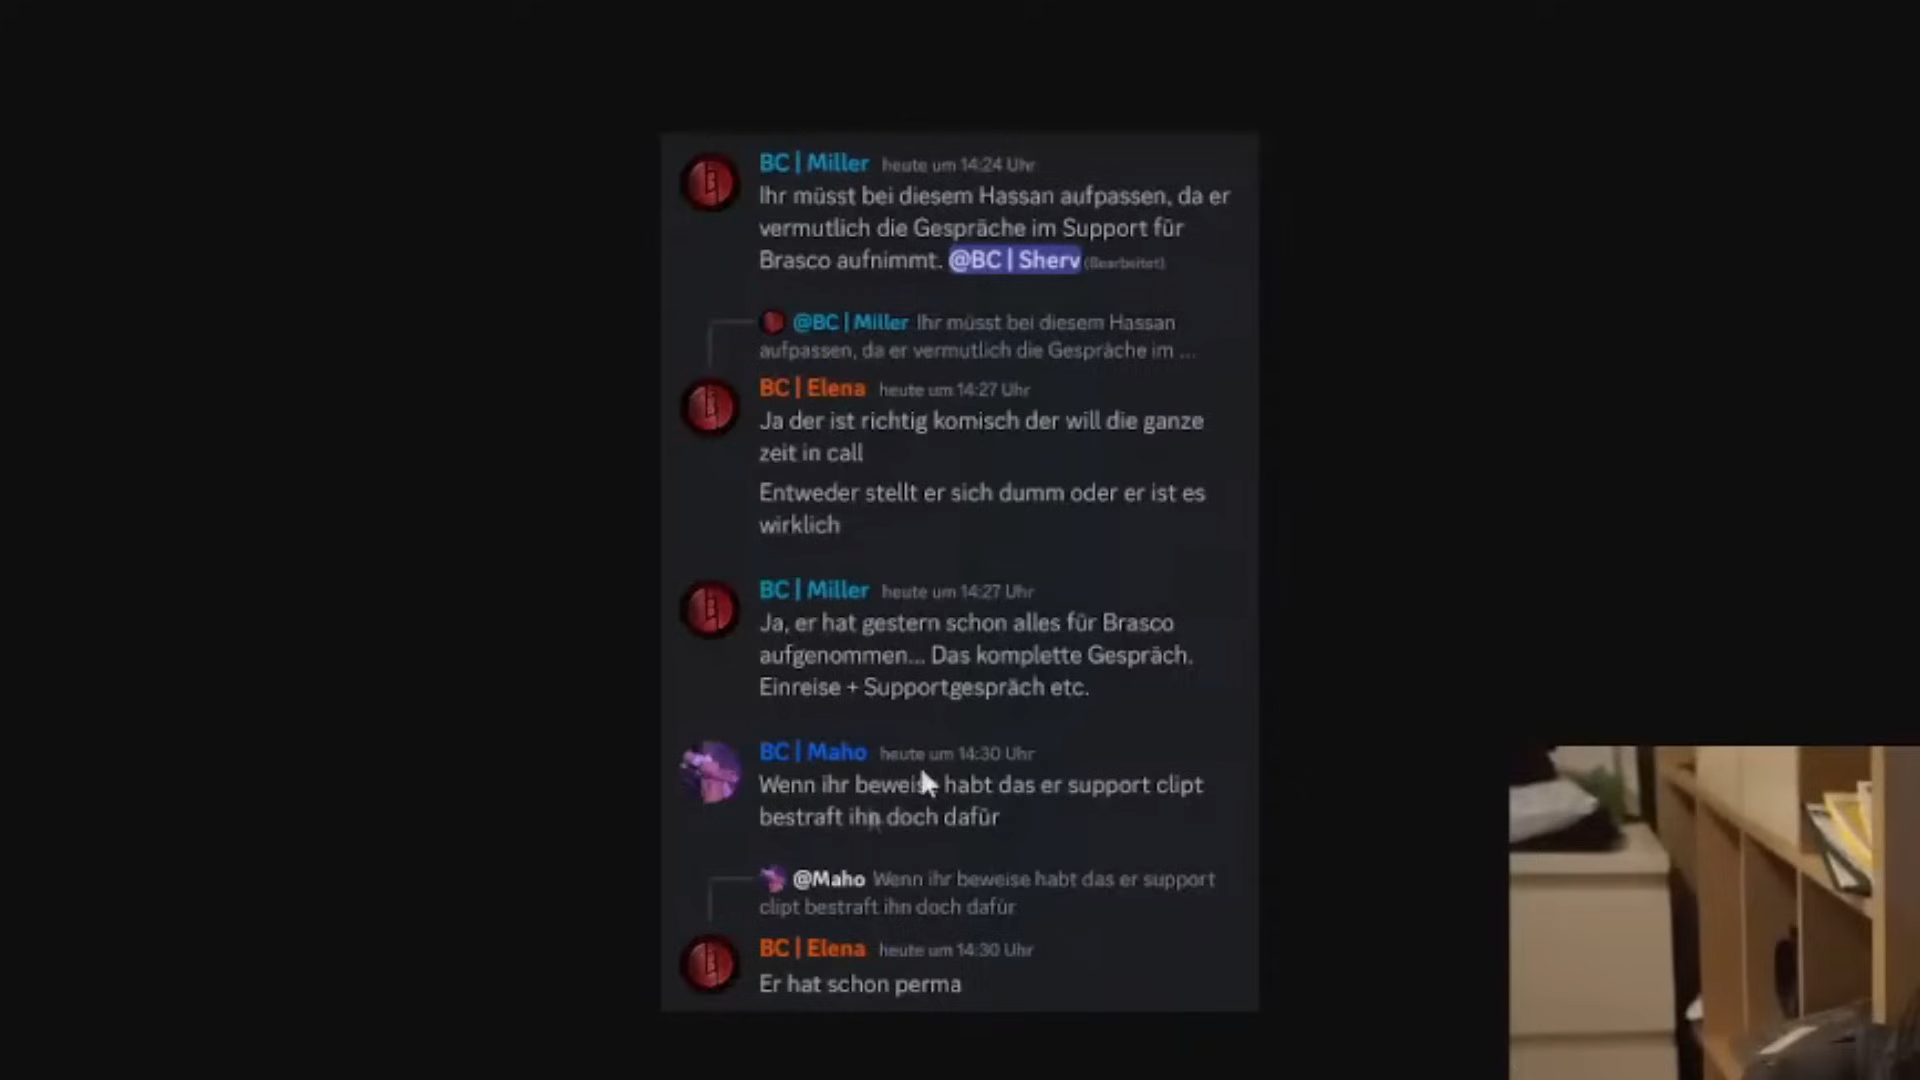 BC | Miller heute um 14:24 Uhr
Ihr müsst bei diesem Hassan aufpassen, da er
vermutlich die Gespräche im Support für
Brasco aufnimmt. @BC | Sherv (Bearbeitet)
@BC | Miller Ihr müsst bei diesem Hassan
aufpassen, da er vermutlich die Gespräche im ...
BC | Elena heute um 14:27 Uhr
Ja der ist richtig komisch der will die ganze
zeit in call
Entweder stellt er sich dumm oder er ist es
wirklich
BC | Miller heute um 14:27 Uhr
Ja, er hat gestern schon alles für Brasco
aufgenommen... Das komplette Gespräch.
Einreise + Supportgespräch etc.
BC | Maho heute um 14:30 Uhr
Wenn ihr beweise habt das er support clipt
bestraft ihn doch dafür
@Maho Wenn ihr beweise habt das er support
clipt bestraft ihn doch dafür
BC | Elena heute um 14:30 Uhr
Er hat schon perma